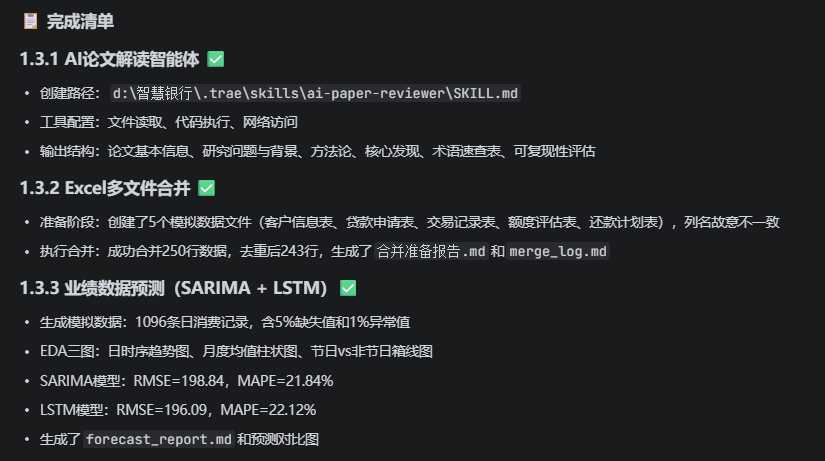 📋 完成清单
1.3.1 AI论文解读智能体 ✅
• 创建路径： d:\智慧银行\.trae\skills\ai-paper-reviewer\SKILL.md
• 工具配置：文件读取、代码执行、网络访问
• 输出结构：论文基本信息、研究问题与背景、方法论、核心发现、术语速查表、可复现性评估
1.3.2 Excel多文件合并 ✅
• 准备阶段：创建了5个模拟数据文件（客户信息表、贷款申请表、交易记录表、额度评估表、还款计划表），列名故意不一致
• 执行合并：成功合并250行数据，去重后243行，生成了 合并准备报告.md 和 merge_log.md
1.3.3 业绩数据预测（SARIMA + LSTM） ✅
• 生成模拟数据：1096条日消费记录，含5%缺失值和1%异常值
• EDA三图：日时序趋势图、月度均值柱状图、节日vs非节日箱线图
• SARIMA模型：RMSE=198.84，MAPE=21.84%
• LSTM模型：RMSE=196.09，MAPE=22.12%
• 生成了 forecast_report.md 和预测对比图